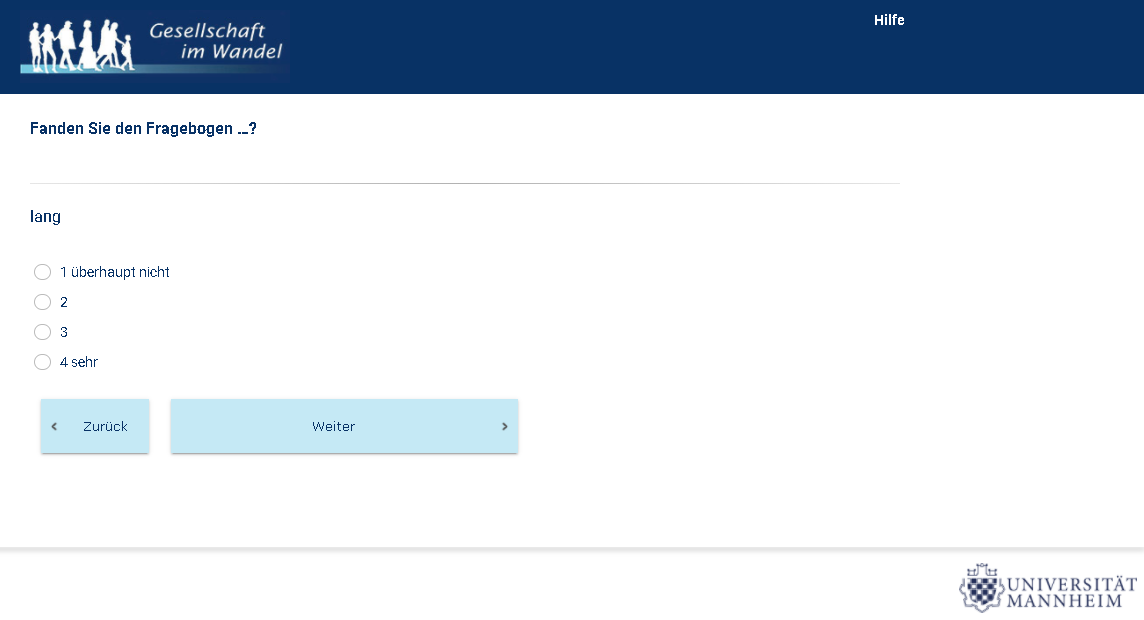 Gesellschaft
im Wandel
Hilfe
Fanden Sie den Fragebogen ...?
lang
1 überhaupt nicht
2
3
4 sehr
Zurück
Weiter
UNIVERSITÄT
MANNHEIM